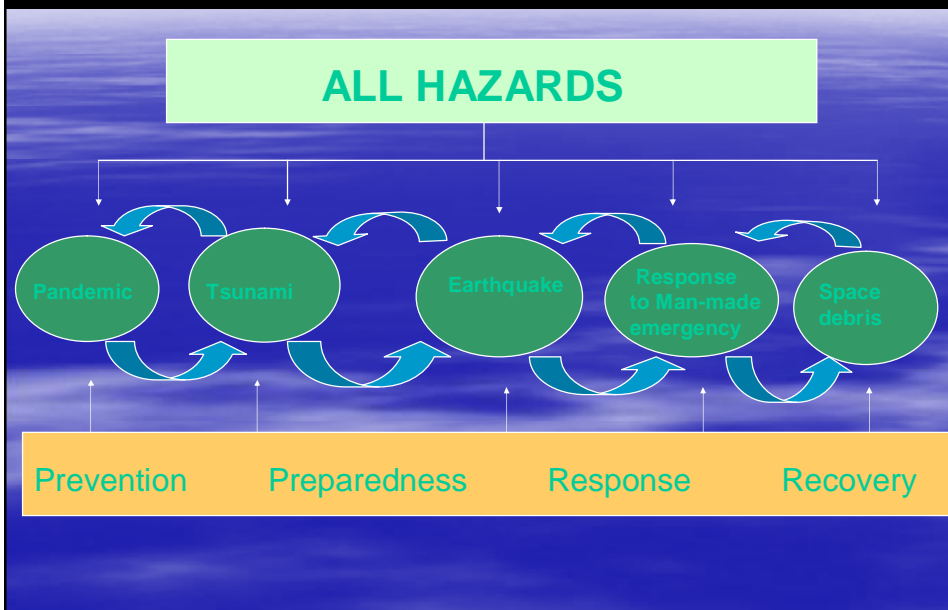 ALL HAZARDS
Pandemic
Tsunami
Earthquake
Response
to Man-made
emergency
Space
debris
Prevention Preparedness Response Recovery